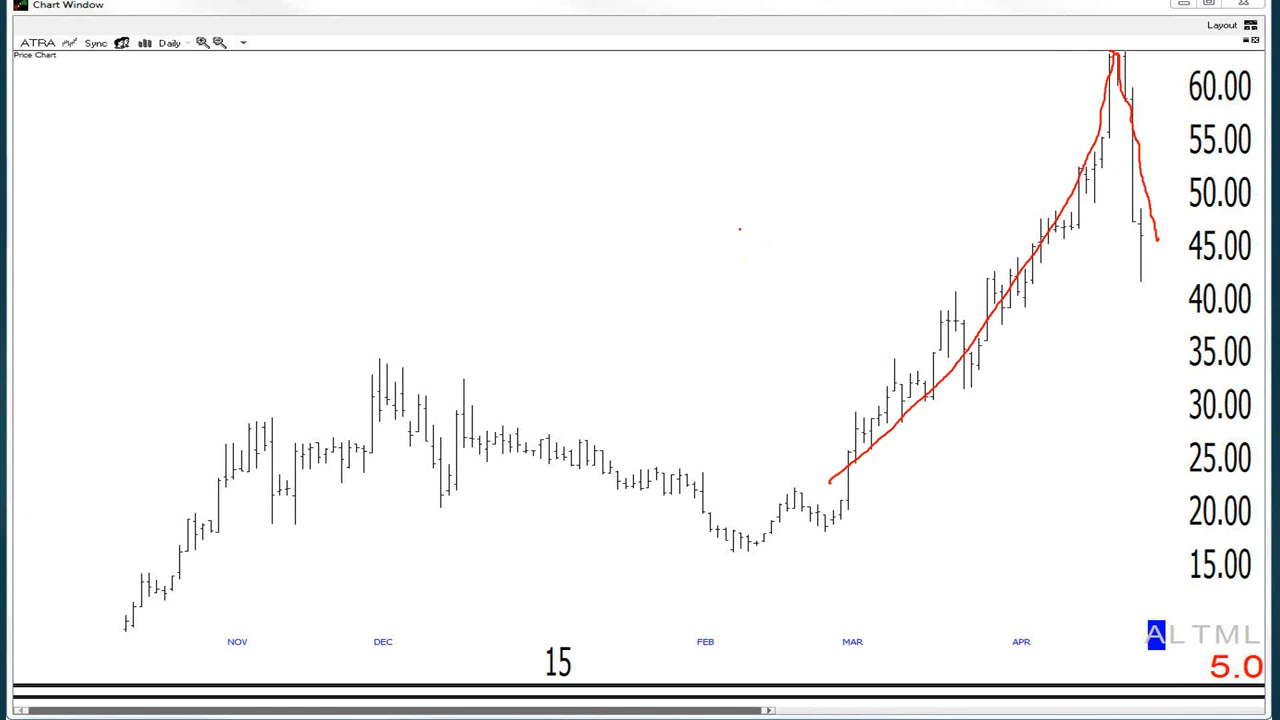 Chart Window
Layout
ATRA Sync Daily
Price Chart
60.00
55.00
50.00
45.00
40.00
35.00
30.00
25.00
20.00
15.00
NOV DEC FEB MAR APR
15
ALTML
5.0